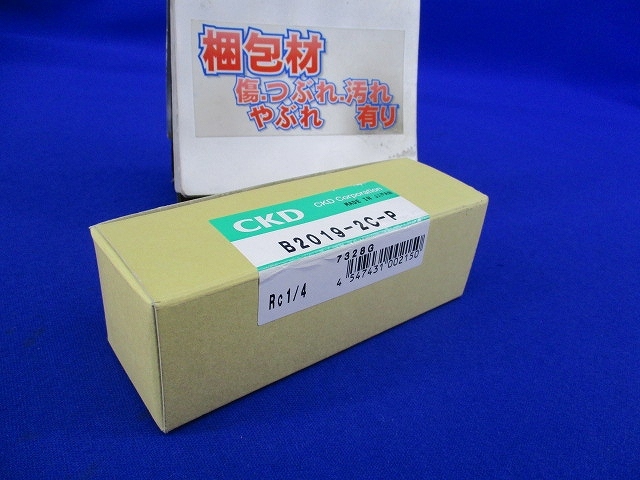 梱包材
傷.つぶれ.汚れ
やぶれ 有り
CKD
CKD Corporation
MADE IN JAPAN
B2019-2C-P
7328G
Rc1/4
4 547431 002150